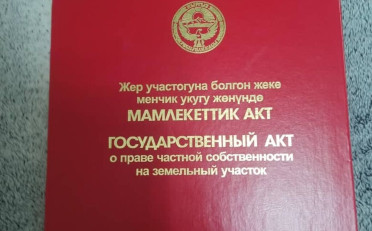 Жер участогуна болгон жеке
менчик укугу жөнүндө
МАМЛЕКЕТТИК АКТ
ГОСУДАРСТВЕННЫЙ АКТ
о праве частной собственности
на земельный участок